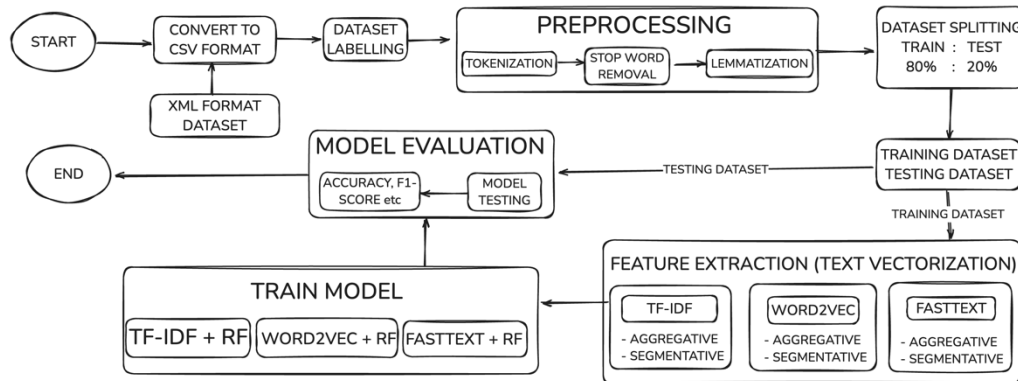 START
CONVERT TO
CSV FORMAT
DATASET
LABELLING
PREPROCESSING
TOKENIZATION
STOP WORD
REMOVAL
LEMMATIZATION
DATASET SPLITTING
TRAIN : TEST
80% : 20%
XML FORMAT
DATASET
TRAINING DATASET
TESTING DATASET
TESTING DATASET
TRAINING DATASET
MODEL EVALUATION
ACCURACY, F1-
SCORE etc
MODEL
TESTING
END
FEATURE EXTRACTION (TEXT VECTORIZATION)
TF-IDF
- AGGREGATIVE
- SEGMENTATIVE
WORD2VEC
- AGGREGATIVE
- SEGMENTATIVE
FASTTEXT
- AGGREGATIVE
- SEGMENTATIVE
TRAIN MODEL
TF-IDF + RF
WORD2VEC + RF
FASTTEXT + RF